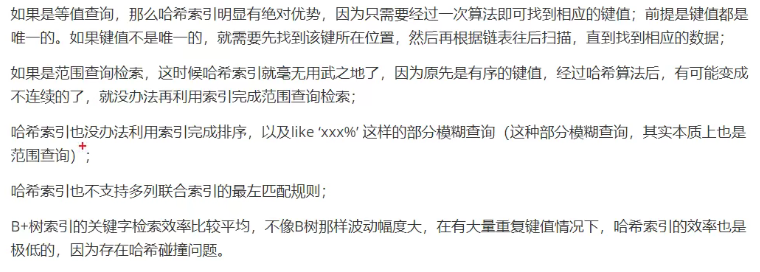 如果是等值查询，那么哈希索引明显有绝对优势，因为只需要经过一次算法即可找到相应的键值；前提是键值都是
唯一的。如果键值不是唯一的，就需要先找到该键所在位置，然后再根据链表往后扫描，直到找到相应的数据；
如果是范围查询检索，这时候哈希索引就毫无用武之地了，因为原先是有序的键值，经过哈希算法后，有可能变成
不连续的了，就没办法再利用索引完成范围查询检索；
哈希索引也没办法利用索引完成排序，以及like ‘xxx%’ 这样的部分模糊查询（这种部分模糊查询，其实本质上也是
范围查询）；
哈希索引也不支持多列联合索引的最左匹配规则；
B+树索引的关键字检索效率比较平均，不像B树那样波动幅度大，在有大量重复键值情况下，哈希索引的效率也是
极低的，因为存在哈希碰撞问题。